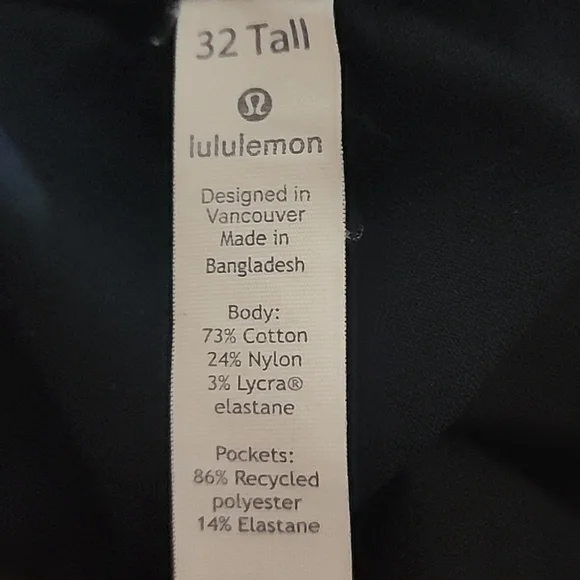 32 Tall
lululemon
Designed in
Vancouver
Made in
Bangladesh
Body:
73% Cotton
24% Nylon
3% Lycra®
elastane
Pockets:
86% Recycled
polyester
14% Elastane